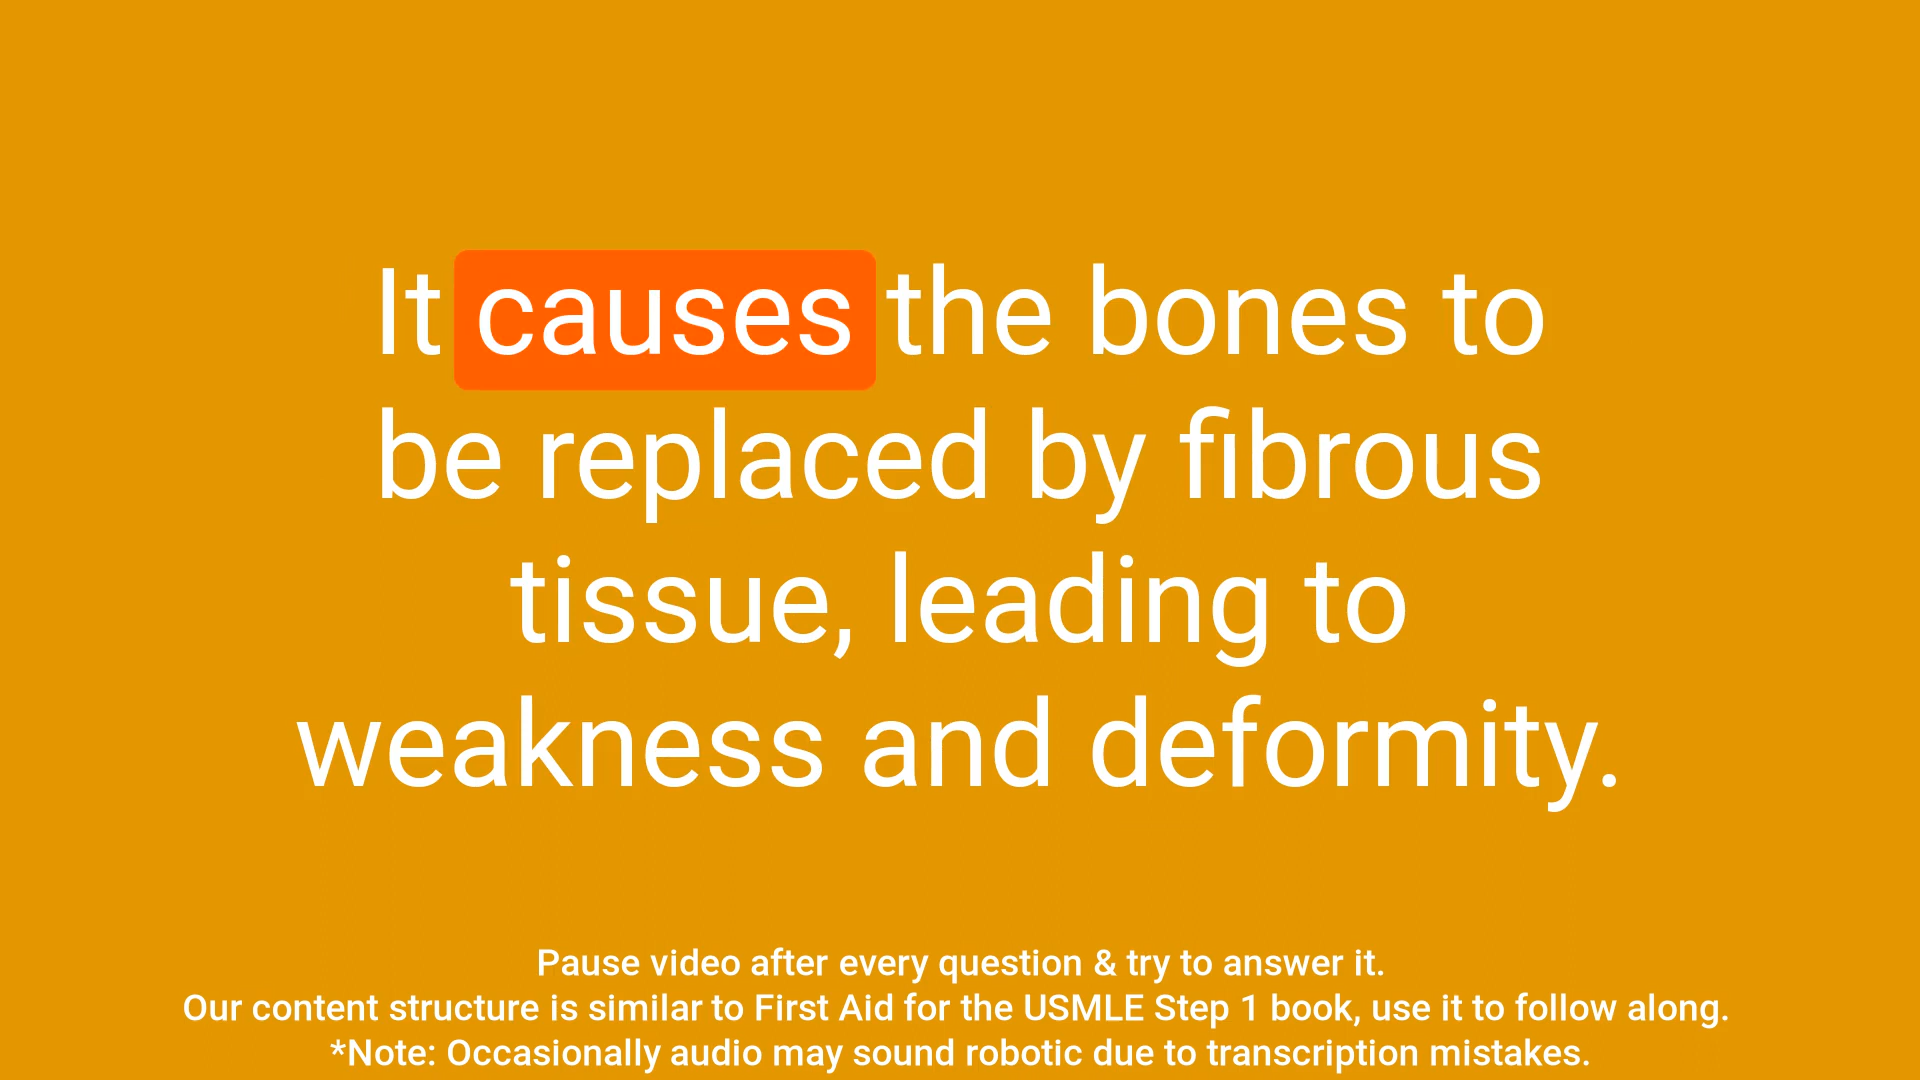 It causes the bones to
be replaced by fibrous
tissue, leading to
weakness and deformity.
Pause video after every question & try to answer it.
Our content structure is similar to First Aid for the USMLE Step 1 book, use it to follow along.
*Note: Occasionally audio may sound robotic due to transcription mistakes.